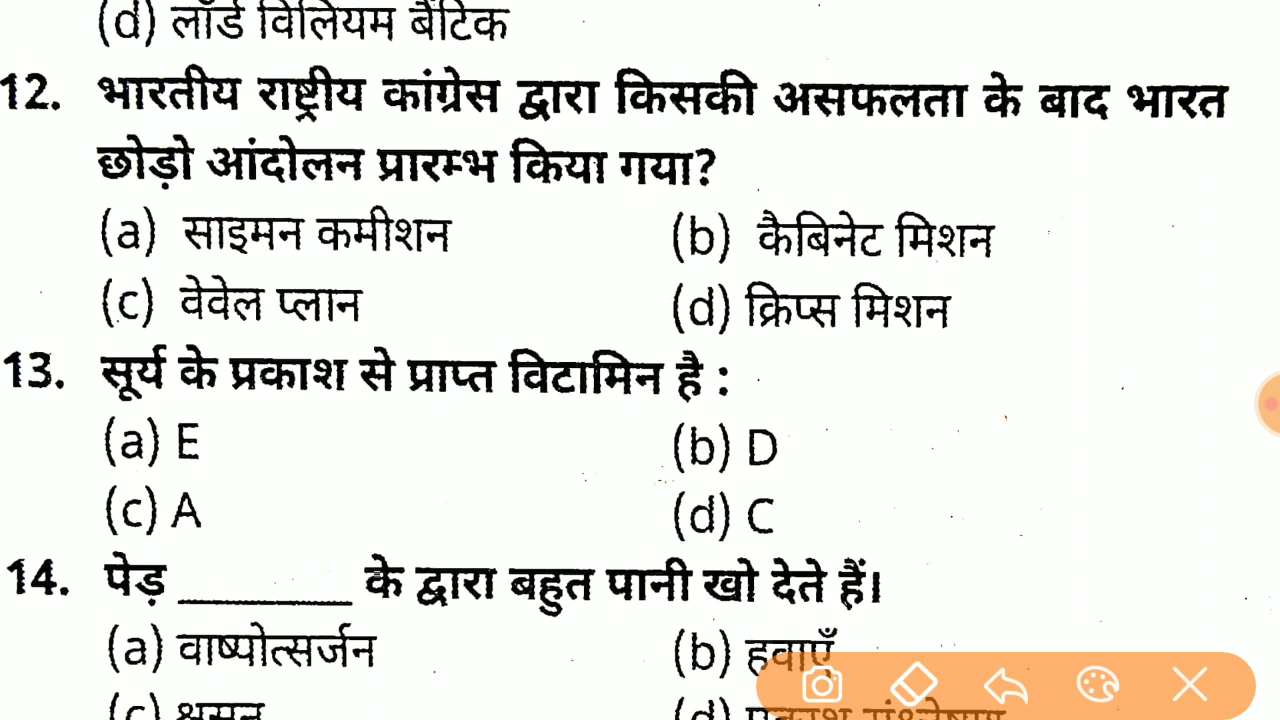 (d) लॉर्ड विलियम बैंटिक
12. भारतीय राष्ट्रीय कांग्रेस द्वारा किसकी असफलता के बाद भारत
छोड़ो आंदोलन प्रारम्भ किया गया?
(a) साइमन कमीशन (b) कैबिनेट मिशन
(c) वेवेल प्लान (d) क्रिप्स मिशन
13. सूर्य के प्रकाश से प्राप्त विटामिन है :
(a) E (b) D
(c) A (d) C
14. पेड़ ________ के द्वारा बहुत पानी खो देते हैं।
(a) वाष्पोत्सर्जन (b) हवाएँ
(c) श्वसन (d)